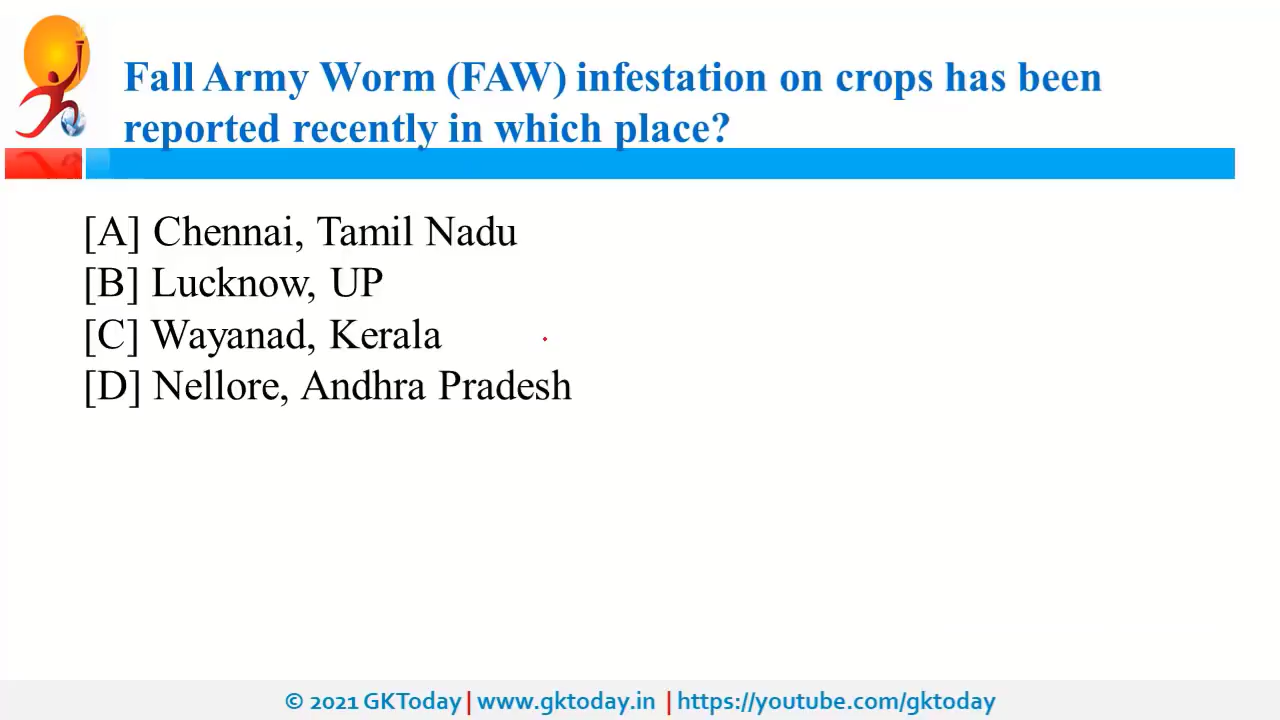 Fall Army Worm (FAW) infestation on crops has been
reported recently in which place?
[A] Chennai, Tamil Nadu
[B] Lucknow, UP
[C] Wayanad, Kerala
[D] Nellore, Andhra Pradesh
© 2021 GKToday | www.gktoday.in | https://youtube.com/gktoday